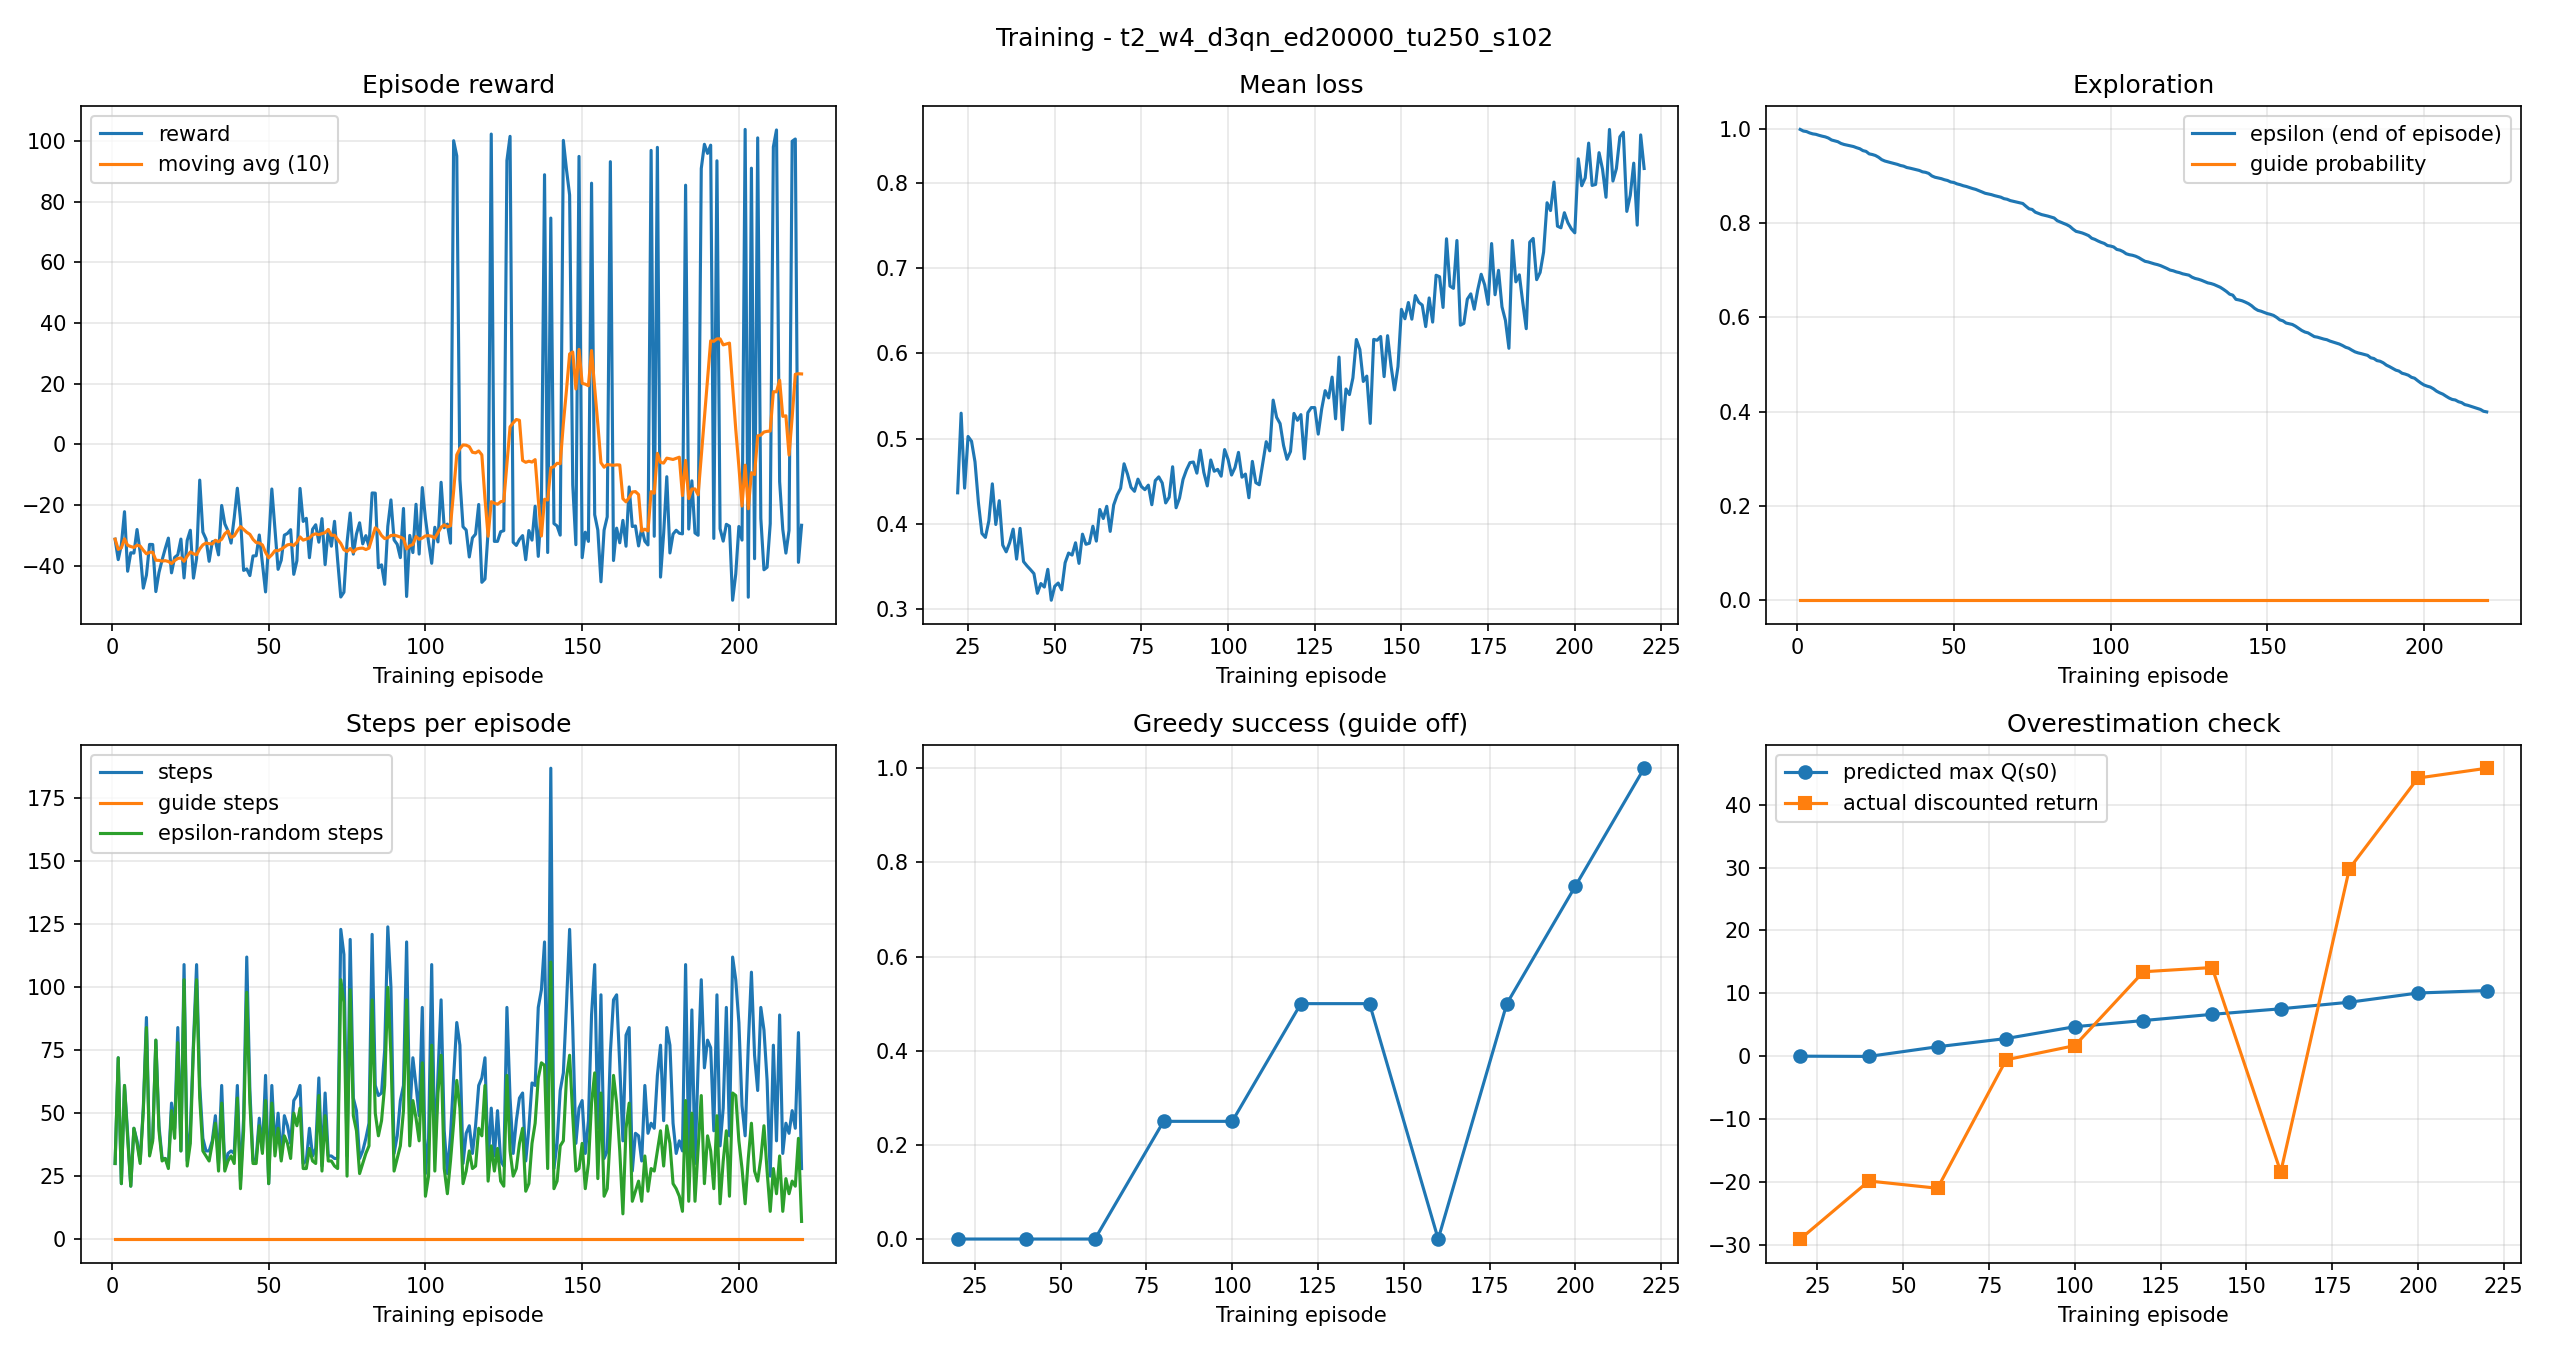 Training - t2_w4_d3qn_ed20000_tu250_s102
Episode reward
reward
moving avg (10)
100
80
60
40
20
0
−20
−40
0 50 100 150 200
Training episode
Mean loss
0.8
0.7
0.6
0.5
0.4
0.3
25 50 75 100 125 150 175 200 225
Training episode
Exploration
epsilon (end of episode)
guide probability
1.0
0.8
0.6
0.4
0.2
0.0
0 50 100 150 200
Training episode
Steps per episode
steps
guide steps
epsilon-random steps
175
150
125
100
75
50
25
0
0 50 100 150 200
Training episode
Greedy success (guide off)
1.0
0.8
0.6
0.4
0.2
0.0
25 50 75 100 125 150 175 200 225
Training episode
Overestimation check
predicted max Q(s0)
actual discounted return
40
30
20
10
0
−10
−20
−30
25 50 75 100 125 150 175 200 225
Training episode